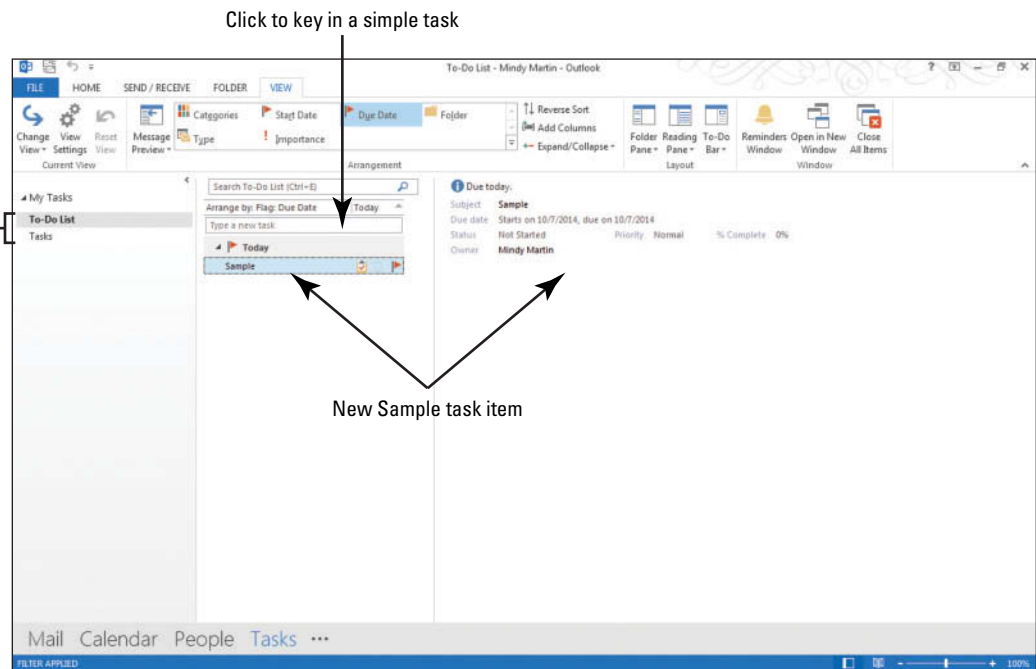 Click to key in a simple task
To-Do List - Mindy Martin - Outlook
FILE HOME SEND / RECEIVE FOLDER VIEW
Change View
View Settings
Reset View
Message Preview
Categories
Type
Start Date
Importance
Due Date
Folder
Reverse Sort
Add Columns
Expand/Collapse
Folder Pane
Reading Pane
To-Do Bar
Reminders Window
Open in New Window
Close All Items
Current View Arrangement Layout Window
My Tasks
To-Do List
Tasks
Search To-Do List (Ctrl+E)
Arrange by: Flag: Due Date Today
Type a new task
Today
Sample
Due today.
Subject Sample
Due date Starts on 10/7/2014, due on 10/7/2014
Status Not Started Priority Normal % Complete 0%
Owner Mindy Martin
New Sample task item
Mail Calendar People Tasks •••
FILTER APPLIED 100%